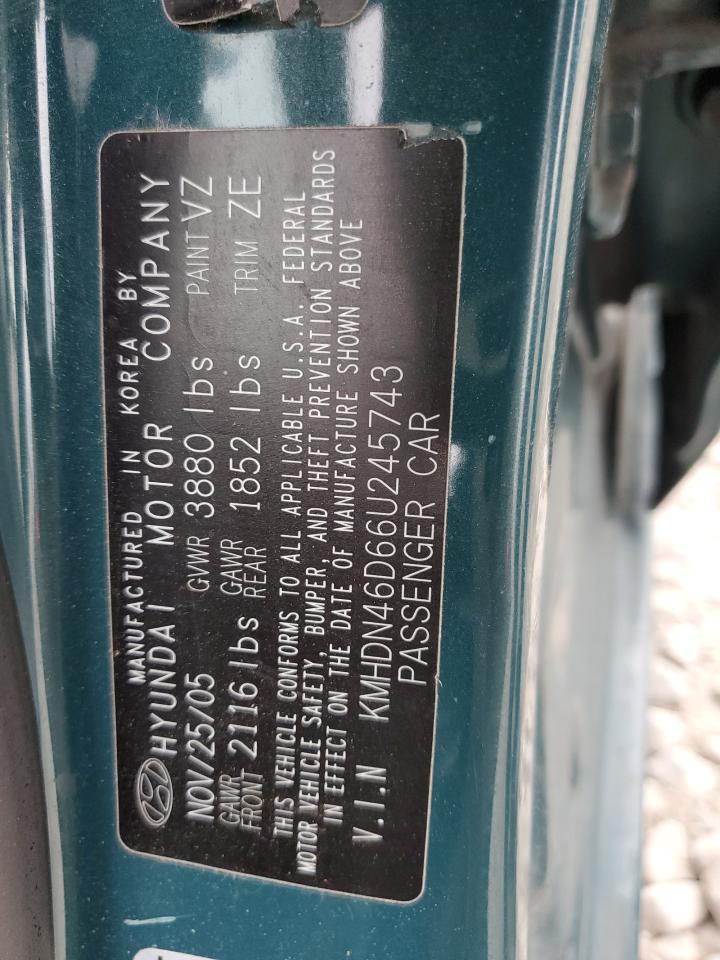 MANUFACTURED IN KOREA BY
HYUNDAI MOTOR COMPANY
NOV/25/05 GVWR 3880 lbs PAINT VZ
GAWR FRONT 2116 lbs GAWR REAR 1852 lbs TRIM ZE
THIS VEHICLE CONFORMS TO ALL APPLICABLE U.S.A. FEDERAL
MOTOR VEHICLE SAFETY, BUMPER, AND THEFT PREVENTION STANDARDS
IN EFFECT ON THE DATE OF MANUFACTURE SHOWN ABOVE
V.I.N KMHDN46D66U245743
PASSENGER CAR